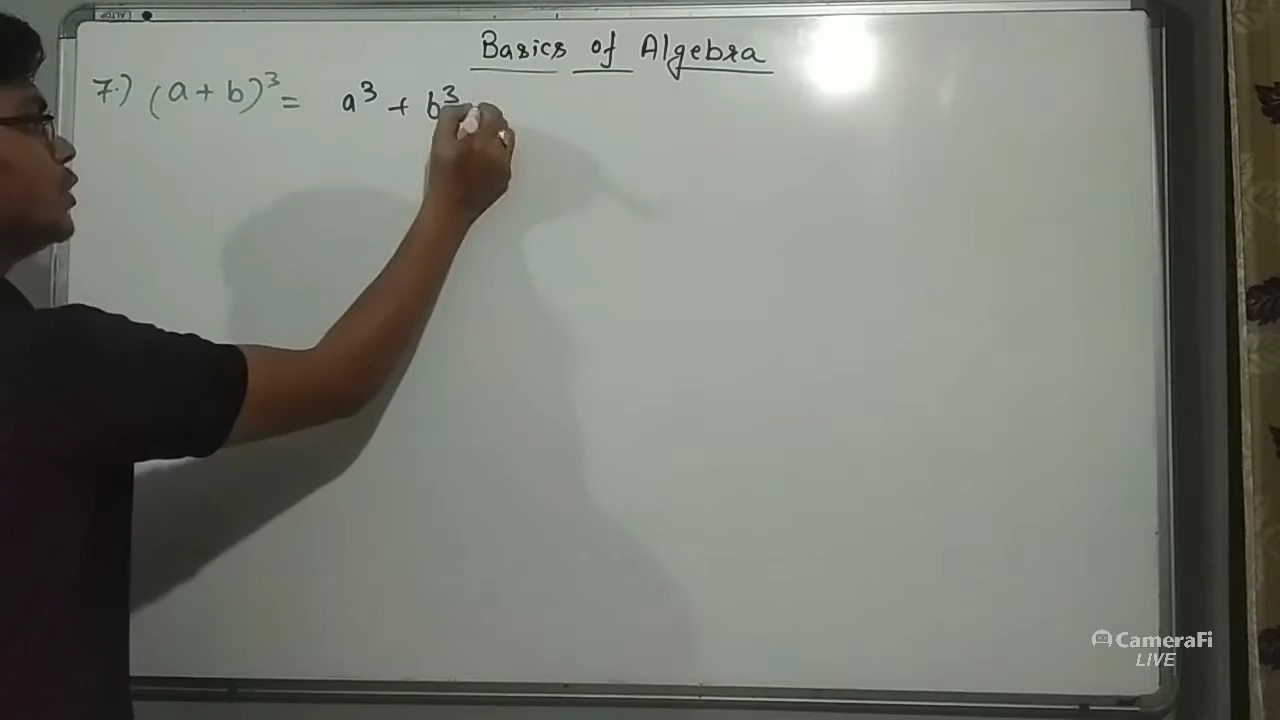 Basics of Algebra
7.) (a + b)³ = a³ + b³
CameraFi
LIVE